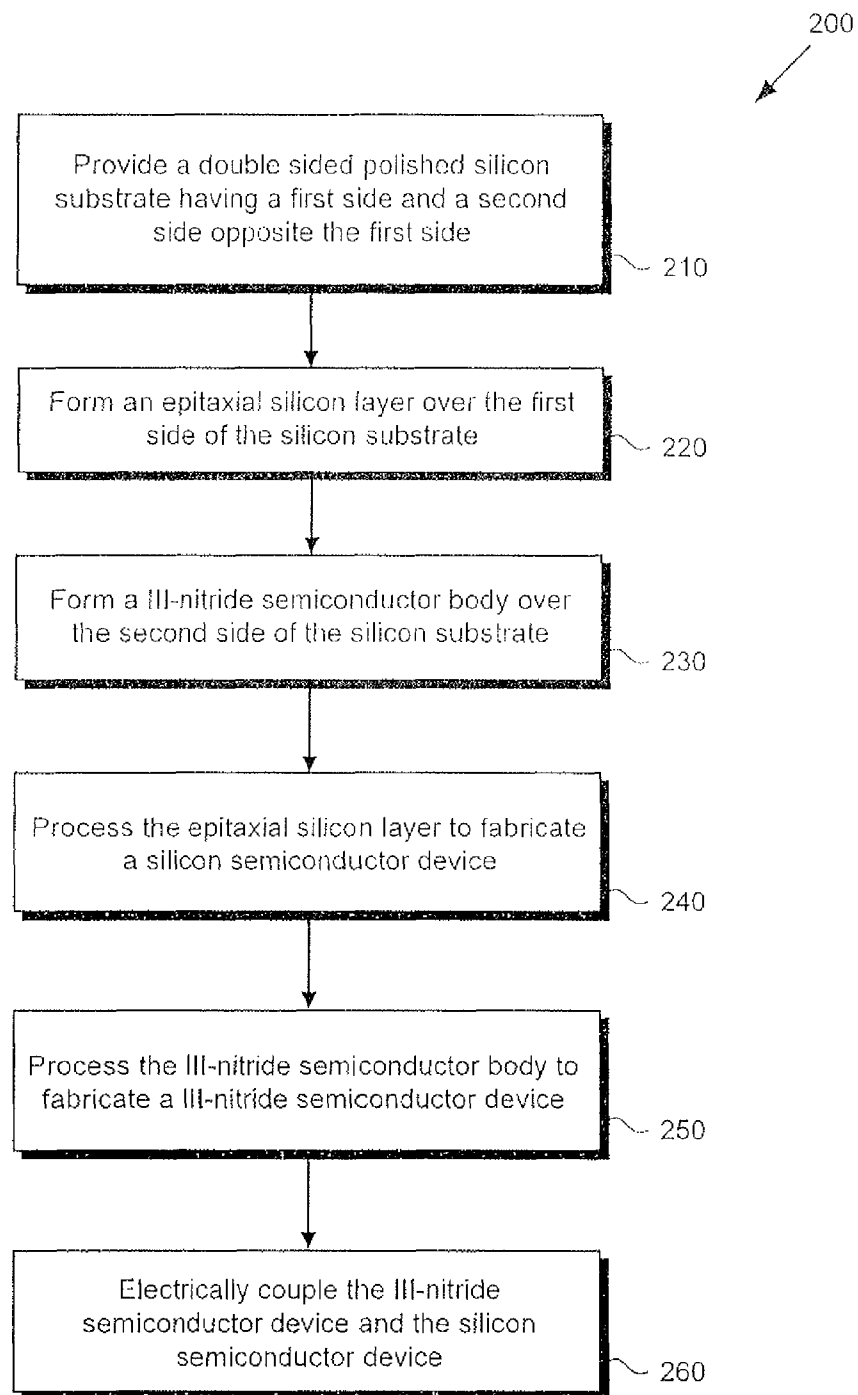 200
Provide a double sided polished silicon
substrate having a first side and a second
side opposite the first side
210
Form an epitaxial silicon layer over the first
side of the silicon substrate
220
Form a III-nitride semiconductor body over
the second side of the silicon substrate
230
Process the epitaxial silicon layer to fabricate
a silicon semiconductor device
240
Process the III-nitride semiconductor body to
fabricate a III-nitride semiconductor device
250
Electrically couple the III-nitride
semiconductor device and the silicon
semiconductor device
260